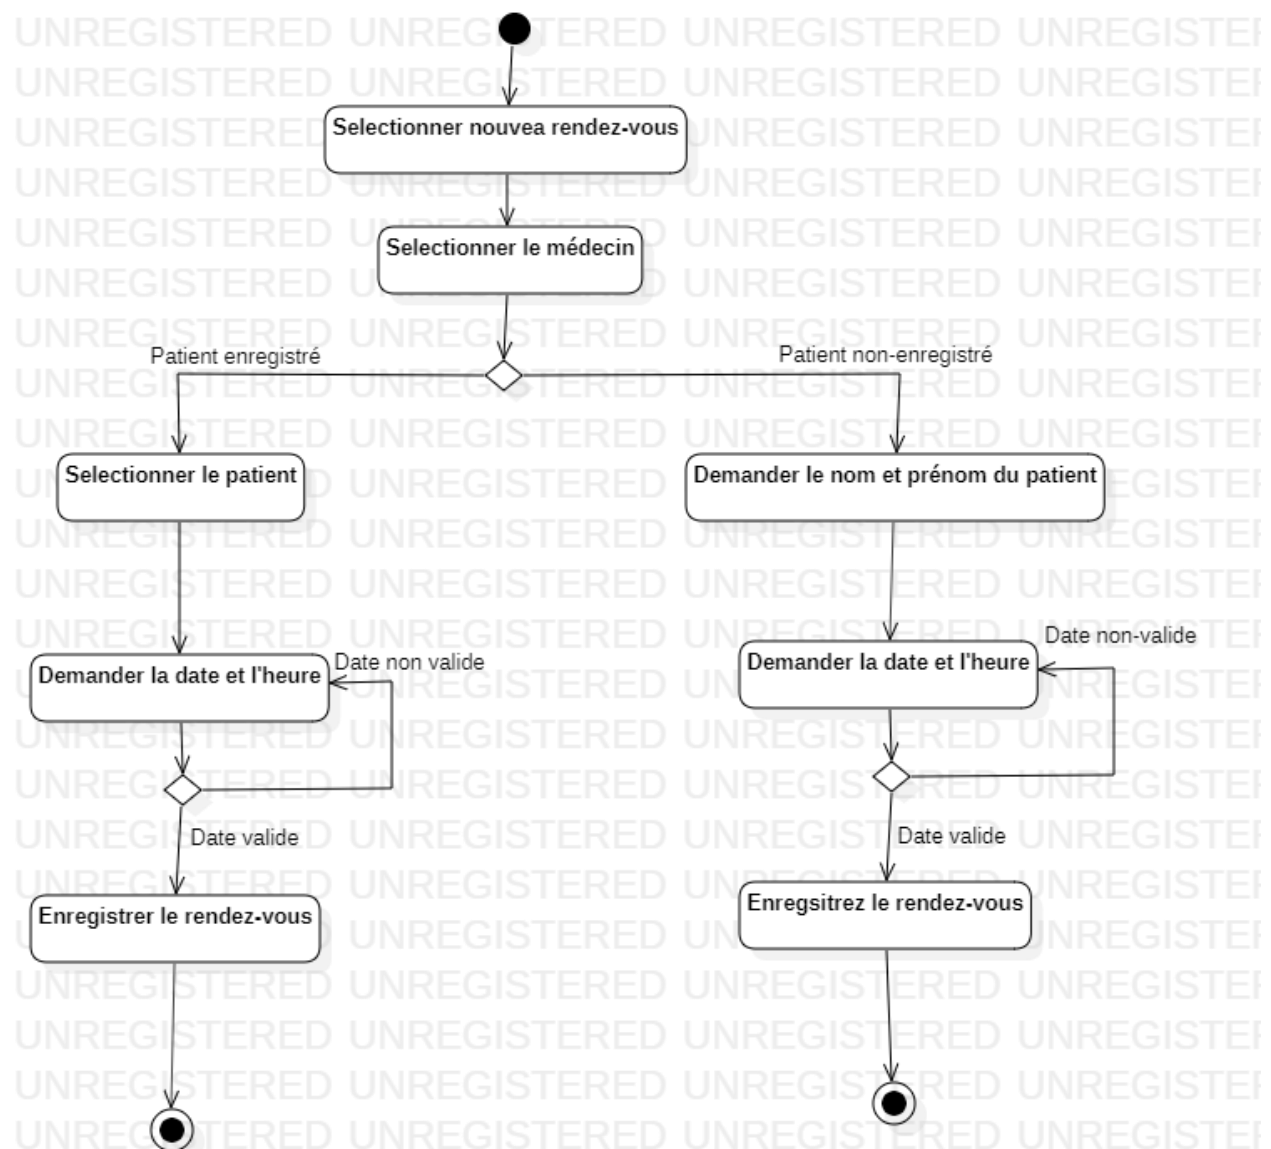 Selectionner nouvea rendez-vous
Selectionner le médecin
Patient enregistré
Patient non-enregistré
Selectionner le patient
Demander le nom et prénom du patient
Date non-valide
Demander la date et l'heure
Date non valide
Demander la date et l'heure
Date valide
Date valide
Enregistrer le rendez-vous
Enregsitrez le rendez-vous
UNREGISTERED